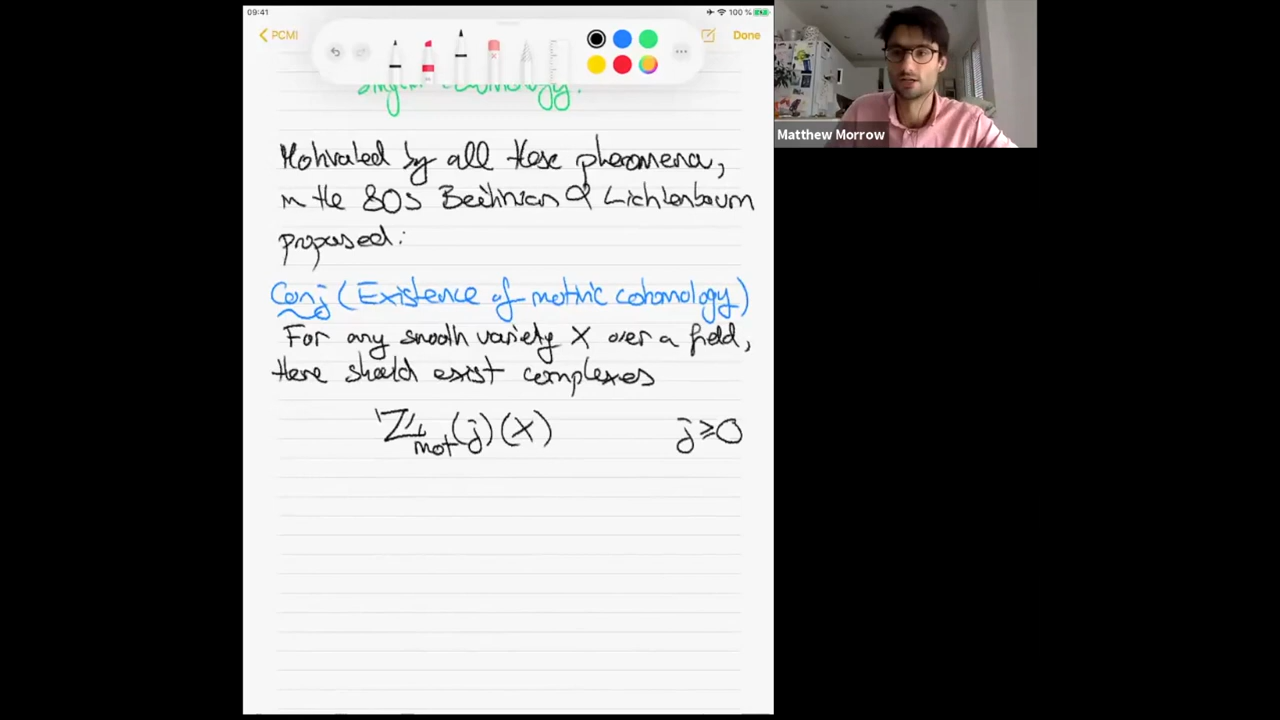 09:41
100 %
PCMI
Done
Motivated by all these phenomena,
in the 80s Beilinson & Lichtenbaum
proposed:
Conj (Existence of motivic cohomology)
For any smooth variety X over a field,
there should exist complexes
ℤmot(j)(X) j≥0
Matthew Morrow